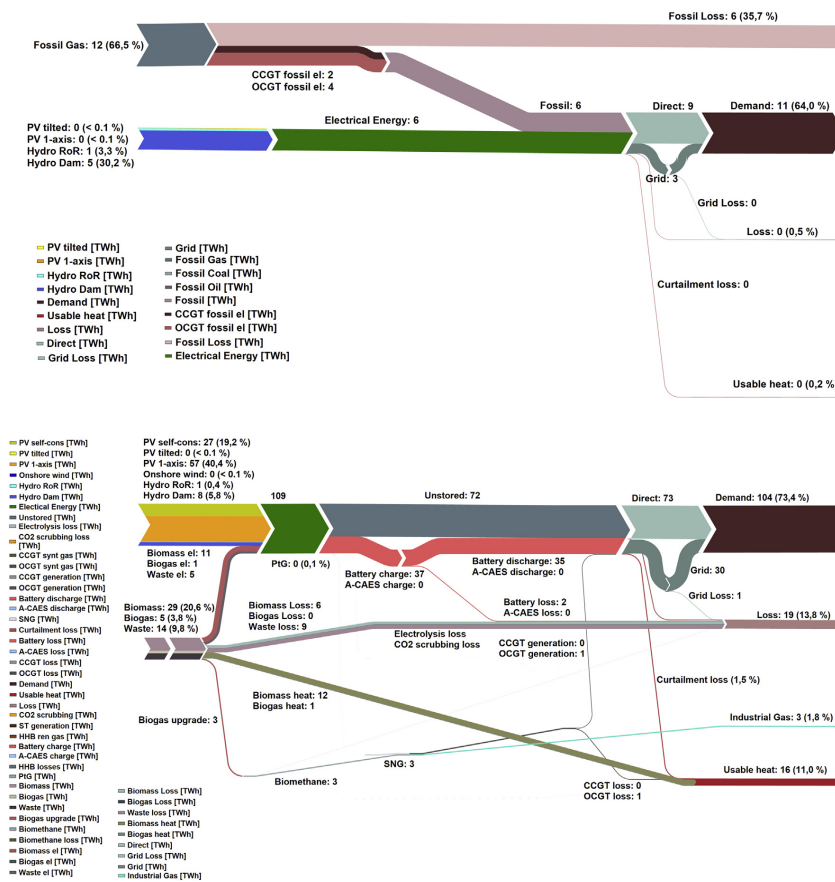 Fossil Loss: 6 (35,7 %)
Fossil Gas: 12 (66,5 %)
CCGT fossil el: 2
OCGT fossil el: 4
Electrical Energy: 6
Fossil: 6
Direct: 9
Demand: 11 (64,0 %)
PV tilted: 0 (< 0.1 %)
PV 1-axis: 0 (< 0.1 %)
Hydro RoR: 1 (3,3 %)
Hydro Dam: 5 (30,2 %)
Grid: 3
Grid Loss: 0
Loss: 0 (0,5 %)
Curtailment loss: 0
Usable heat: 0 (0,2 %)
PV tilted [TWh]
PV 1-axis [TWh]
Hydro RoR [TWh]
Hydro Dam [TWh]
Demand [TWh]
Usable heat [TWh]
Loss [TWh]
Direct [TWh]
Grid Loss [TWh]
Grid [TWh]
Fossil Gas [TWh]
Fossil Coal [TWh]
Fossil Oil [TWh]
Fossil [TWh]
CCGT fossil el [TWh]
OCGT fossil el [TWh]
Fossil Loss [TWh]
Electrical Energy [TWh]
PV self-cons [TWh]
PV tilted [TWh]
PV 1-axis [TWh]
Onshore wind [TWh]
Hydro RoR [TWh]
Hydro Dam [TWh]
Electical Energy [TWh]
Unstored [TWh]
Electrolysis loss [TWh]
CO2 scrubbing loss
[TWh]
CCGT synt gas [TWh]
OCGT synt gas [TWh]
CCGT generation [TWh]
OCGT generation [TWh]
Battery discharge [TWh]
A-CAES discharge [TWh]
SNG [TWh]
Curtailment loss [TWh]
Battery loss [TWh]
A-CAES loss [TWh]
CCGT loss [TWh]
OCGT loss [TWh]
Demand [TWh]
Usable heat [TWh]
Loss [TWh]
CO2 scrubbing [TWh]
ST generation [TWh]
HHB ren gas [TWh]
Battery charge [TWh]
A-CAES charge [TWh]
HHB losses [TWh]
PtG [TWh]
Biomass [TWh]
Biogas [TWh]
Waste [TWh]
Biogas upgrade [TWh]
Biomethane [TWh]
Biomethane loss [TWh]
Biomass el [TWh]
Biogas el [TWh]
Waste el [TWh]
Biomass Loss [TWh]
Biogas Loss [TWh]
Waste loss [TWh]
Biomass heat [TWh]
Biogas heat [TWh]
Direct [TWh]
Grid Loss [TWh]
Grid [TWh]
Industrial Gas [TWh]
PV self-cons: 27 (19,2 %)
PV tilted: 0 (< 0.1 %)
PV 1-axis: 57 (40,4 %)
Onshore wind: 0 (< 0.1 %)
Hydro RoR: 1 (0,4 %)
Hydro Dam: 8 (5,8 %)
109
Unstored: 72
Direct: 73
Demand: 104 (73,4 %)
Biomass el: 11
Biogas el: 1
Waste el: 5
PtG: 0 (0,1 %)
Battery charge: 37
A-CAES charge: 0
Battery discharge: 35
A-CAES discharge: 0
Grid: 30
Grid Loss: 1
Biomass: 29 (20,6 %)
Biogas: 5 (3,8 %)
Waste: 14 (9,8 %)
Biomass Loss: 6
Biogas Loss: 0
Waste loss: 9
Battery loss: 2
A-CAES loss: 0
Loss: 19 (13,8 %)
Electrolysis loss
CO2 scrubbing loss
CCGT generation: 0
OCGT generation: 1
Curtailment loss (1,5 %)
Biomass heat: 12
Biogas heat: 1
Biogas upgrade: 3
Industrial Gas: 3 (1,8 %)
SNG: 3
Biomethane: 3
Usable heat: 16 (11,0 %)
CCGT loss: 0
OCGT loss: 1